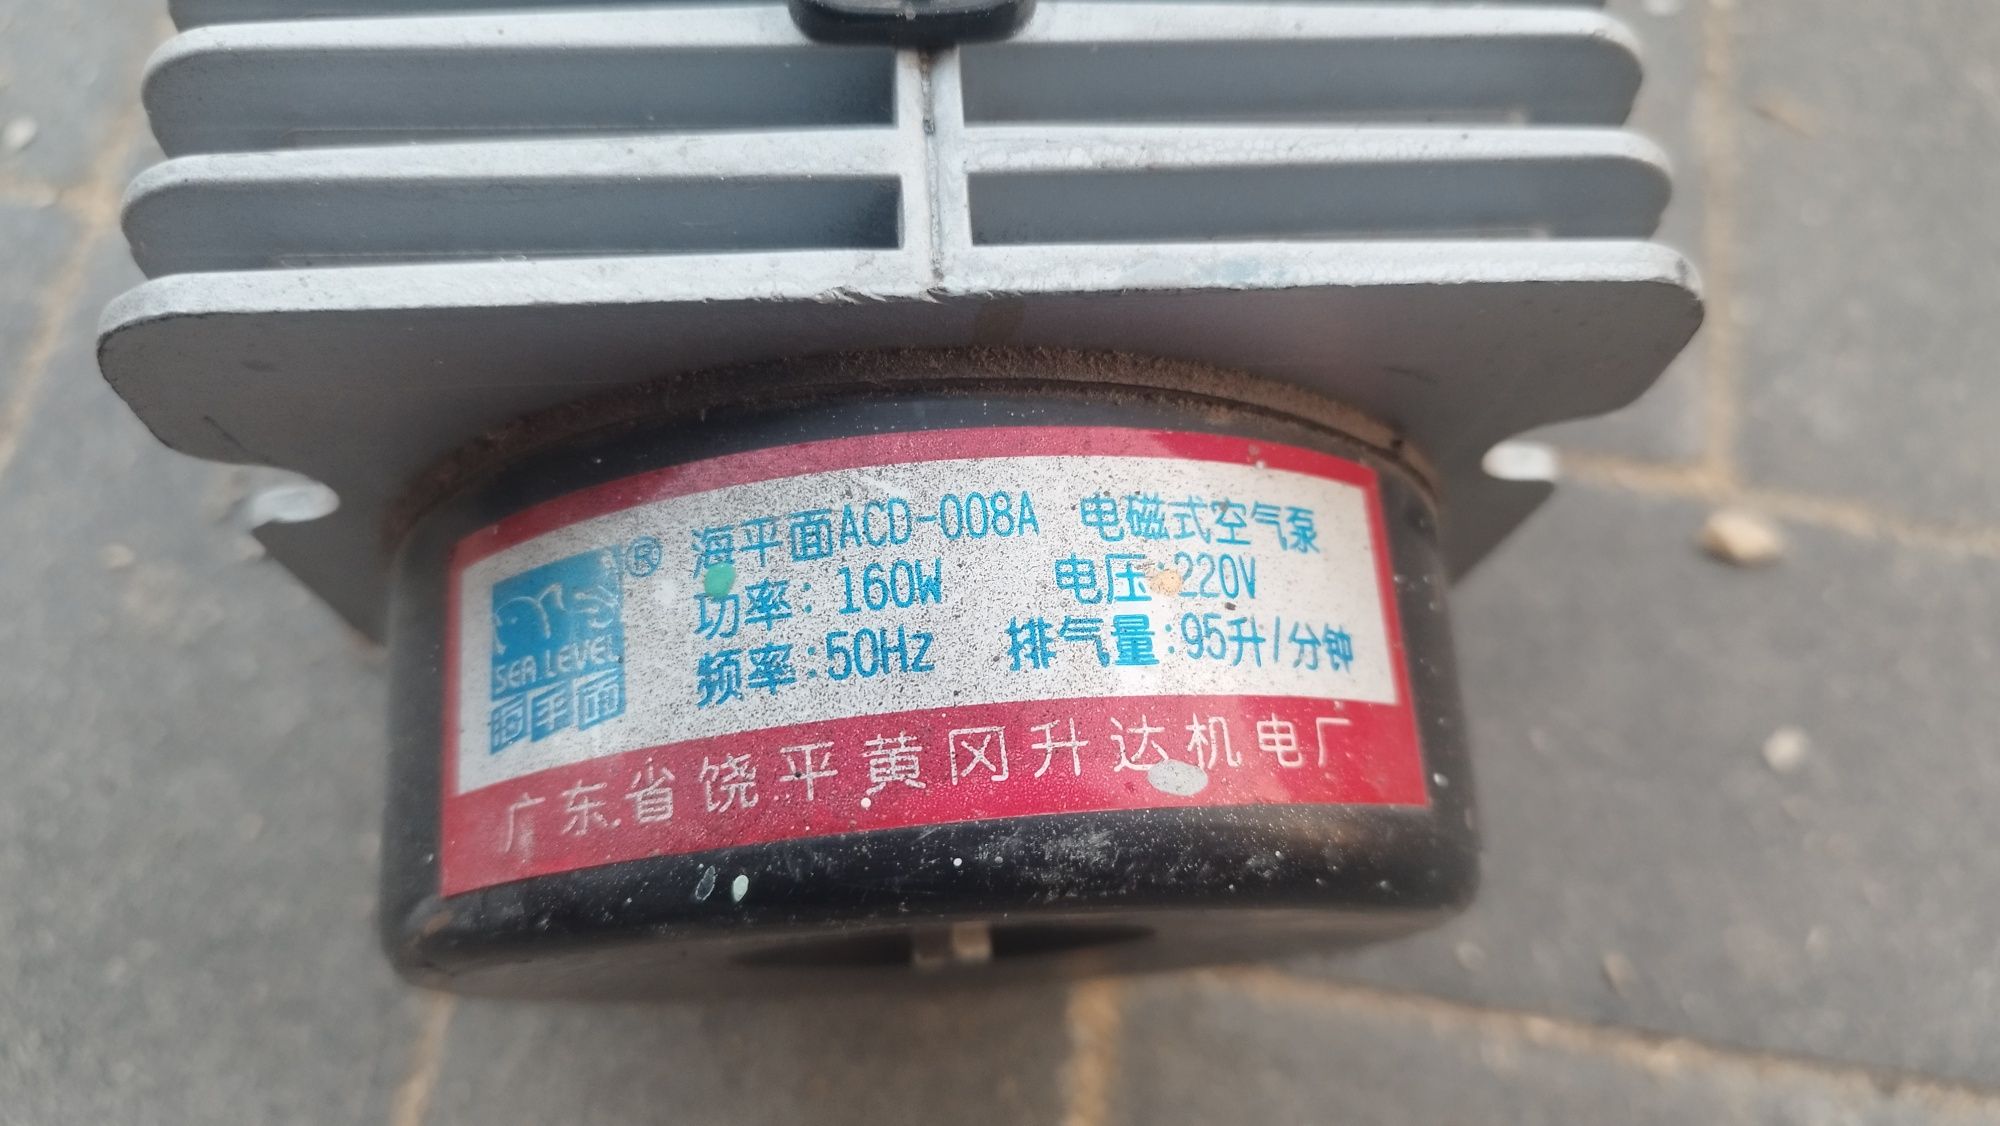 SEA LEVEL
海平面
®
海平面ACD-008A 电磁式空气泵
功率: 160W 电压:220V
频率:50Hz 排气量:95升/分钟
广东省饶平黄冈升达机电厂